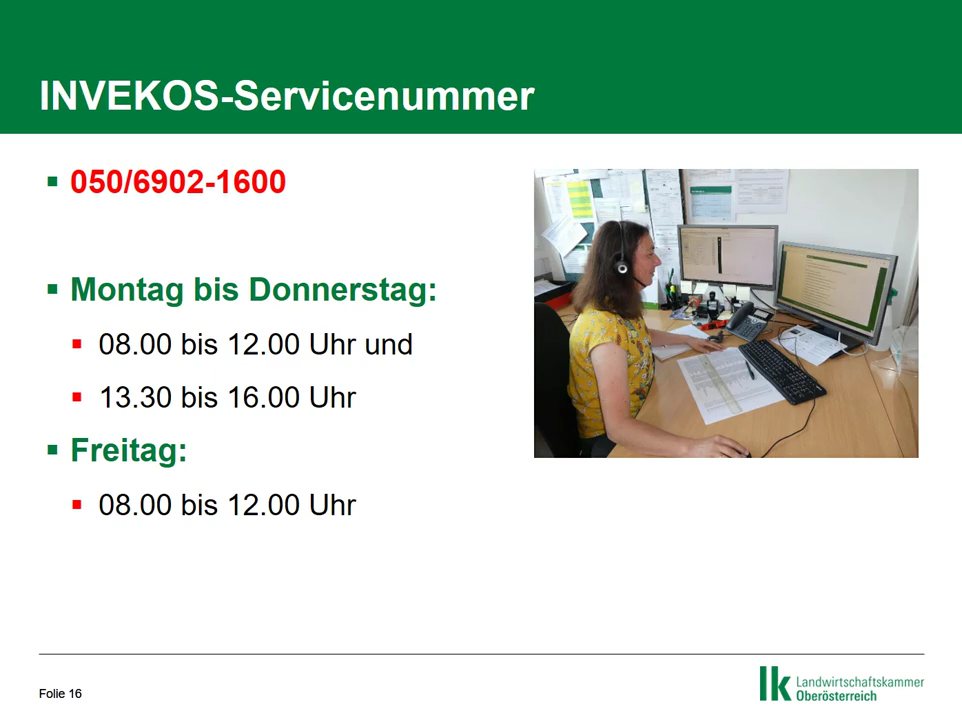 INVEKOS-Servicenummer
050/6902-1600
Montag bis Donnerstag:
08.00 bis 12.00 Uhr und
13.30 bis 16.00 Uhr
Freitag:
08.00 bis 12.00 Uhr
Folie 16
lk Landwirtschaftskammer
Oberösterreich